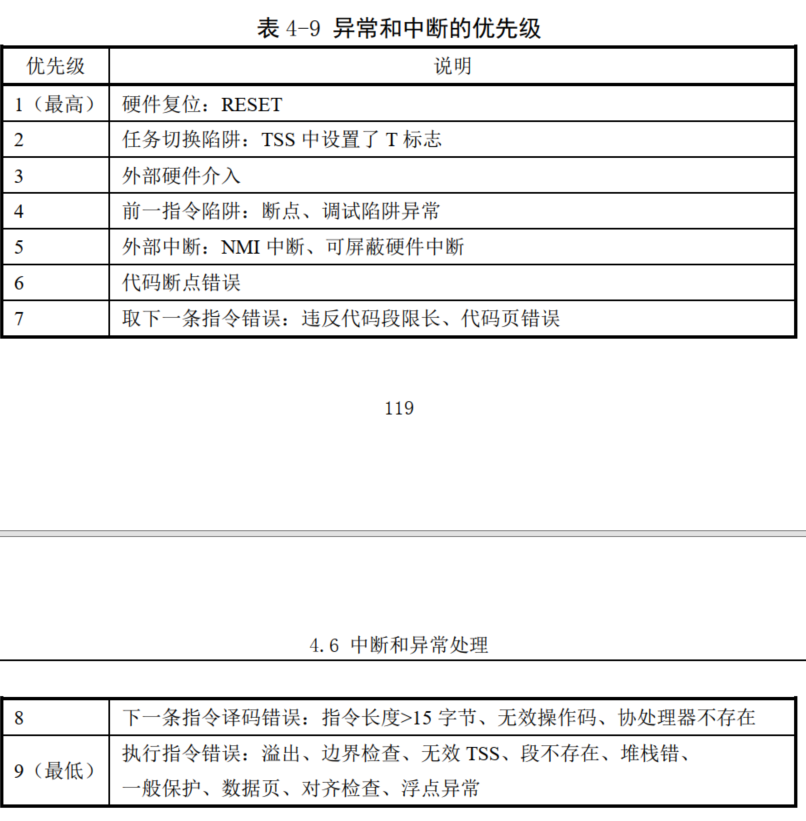 表 4-9 异常和中断的优先级
优先级 说明
1（最高） 硬件复位：RESET
2 任务切换陷阱：TSS 中设置了 T 标志
3 外部硬件介入
4 前一指令陷阱：断点、调试陷阱异常
5 外部中断：NMI 中断、可屏蔽硬件中断
6 代码断点错误
7 取下一条指令错误：违反代码段限长、代码页错误
119
4.6 中断和异常处理
8 下一条指令译码错误：指令长度>15 字节、无效操作码、协处理器不存在
9（最低） 执行指令错误：溢出、边界检查、无效 TSS、段不存在、堆栈错、
一般保护、数据页、对齐检查、浮点异常